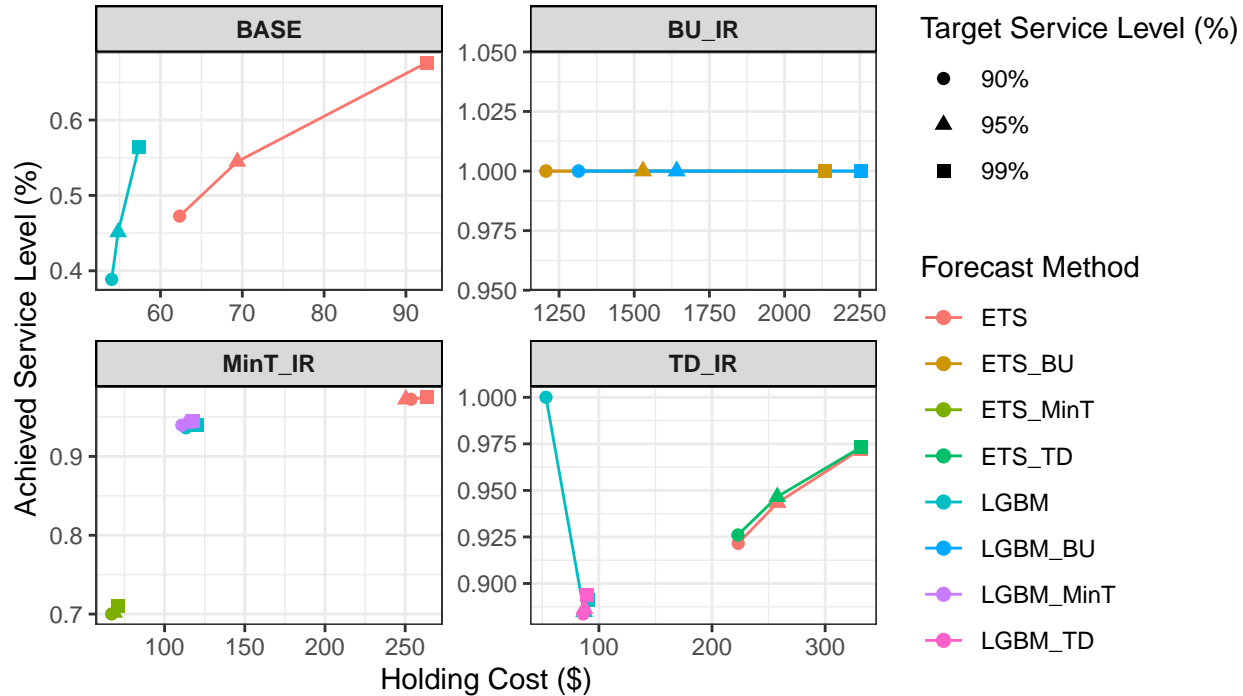 BASE
BU_IR
0.6
0.5
0.4
60
70
80
90
1.050
1.025
1.000
0.975
0.950
1250
1500
1750
2000
2250
MinT_IR
TD_IR
0.9
0.8
0.7
100
150
200
250
1.000
0.975
0.950
0.925
0.900
100
200
300
Achieved Service Level (%)
Holding Cost ($)
Target Service Level (%)
90%
95%
99%
Forecast Method
ETS
ETS_BU
ETS_MinT
ETS_TD
LGBM
LGBM_BU
LGBM_MinT
LGBM_TD